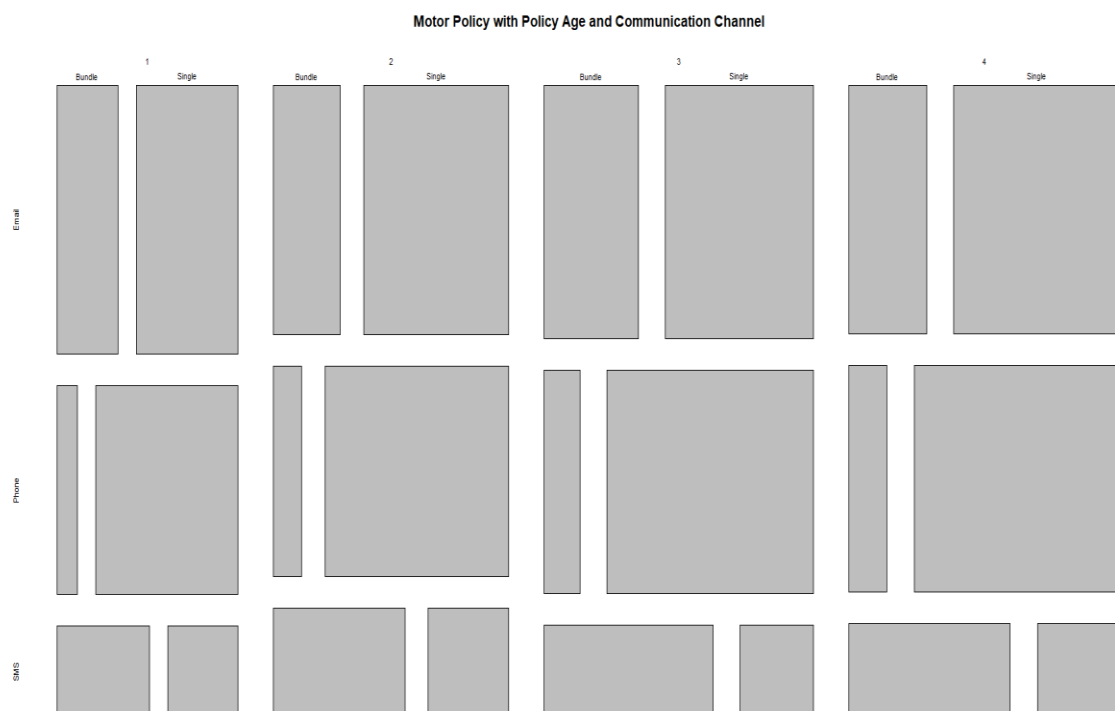 Motor Policy with Policy Age and Communication Channel
1 2 3 4
Bundle Single Bundle Single Bundle Single Bundle Single
Email
Phone
SMS